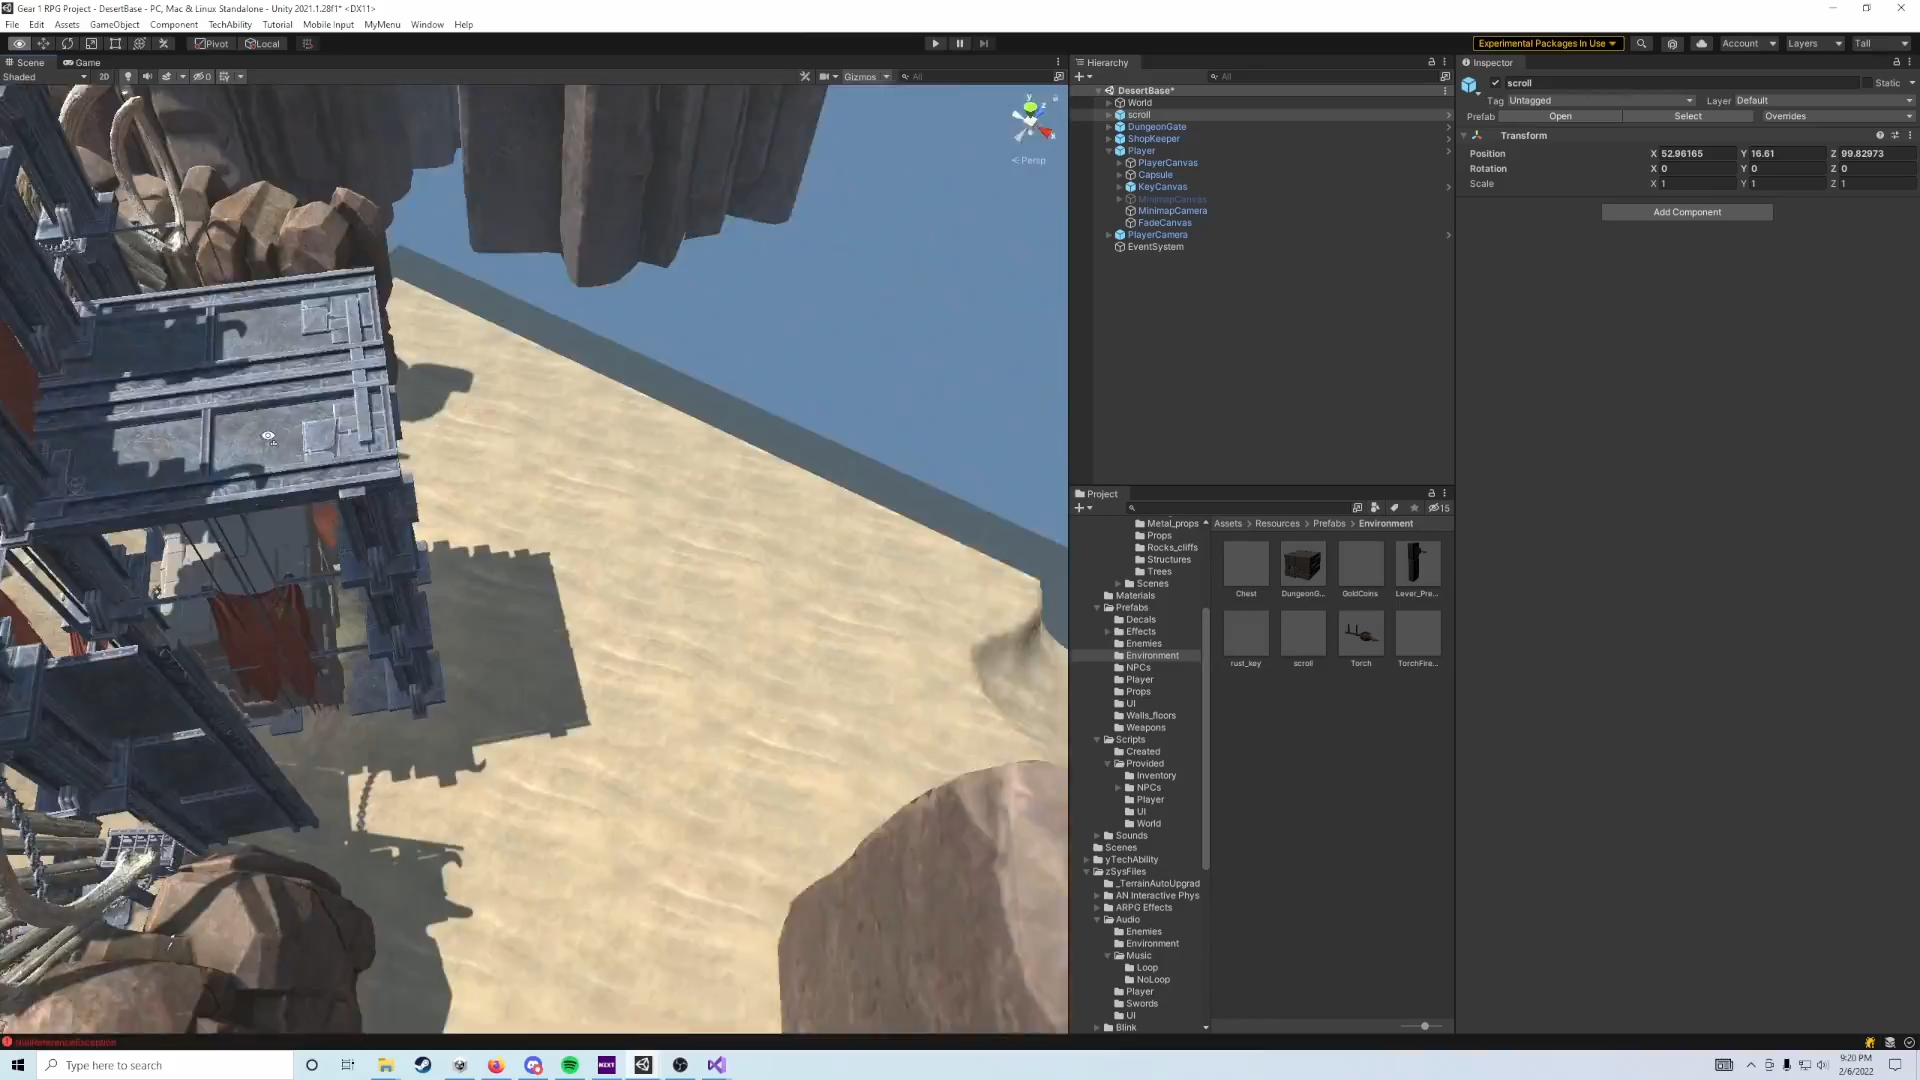 Gear 1 RPG Project - DesertBase - PC, Mac & Linux Standalone - Unity 2021.1.28f1* <DX11>
File Edit Assets GameObject Component TechAbility Tutorial Mobile Input MyMenu Window Help
Pivot Local Experimental Packages In Use Account Layers Tall
Scene Game
Shaded 2D 0 Gizmos All
y
z
x
< Persp
Hierarchy
All
DesertBase*
World
scroll
DungeonGate
ShopKeeper
Player
PlayerCanvas
Capsule
KeyCanvas
MinimapCanvas
MinimapCamera
FadeCanvas
PlayerCamera
EventSystem
Inspector
scroll Static
Tag Untagged Layer Default
Prefab Open Select Overrides
Transform
Position X 52.96165 Y 16.61 Z 99.82973
Rotation X 0 Y 0 Z 0
Scale X 1 Y 1 Z 1
Add Component
Project
15
Metal_props
Props
Rocks_cliffs
Structures
Trees
Scenes
Materials
Prefabs
Decals
Effects
Enemies
Environment
NPCs
Player
Props
UI
Walls_floors
Weapons
Scripts
Created
Provided
Inventory
NPCs
Player
UI
World
Sounds
Scenes
yTechAbility
zSysFiles
_TerrainAutoUpgrad
AN Interactive Phys
ARPG Effects
Audio
Enemies
Environment
Music
Loop
NoLoop
Player
Swords
UI
Blink
Assets > Resources > Prefabs > Environment
Chest DungeonG... GoldCoins Lever_Pre...
rust_key scroll Torch TorchFire...
NullReferenceException
Type here to search
NEXT
9:20 PM
2/6/2022